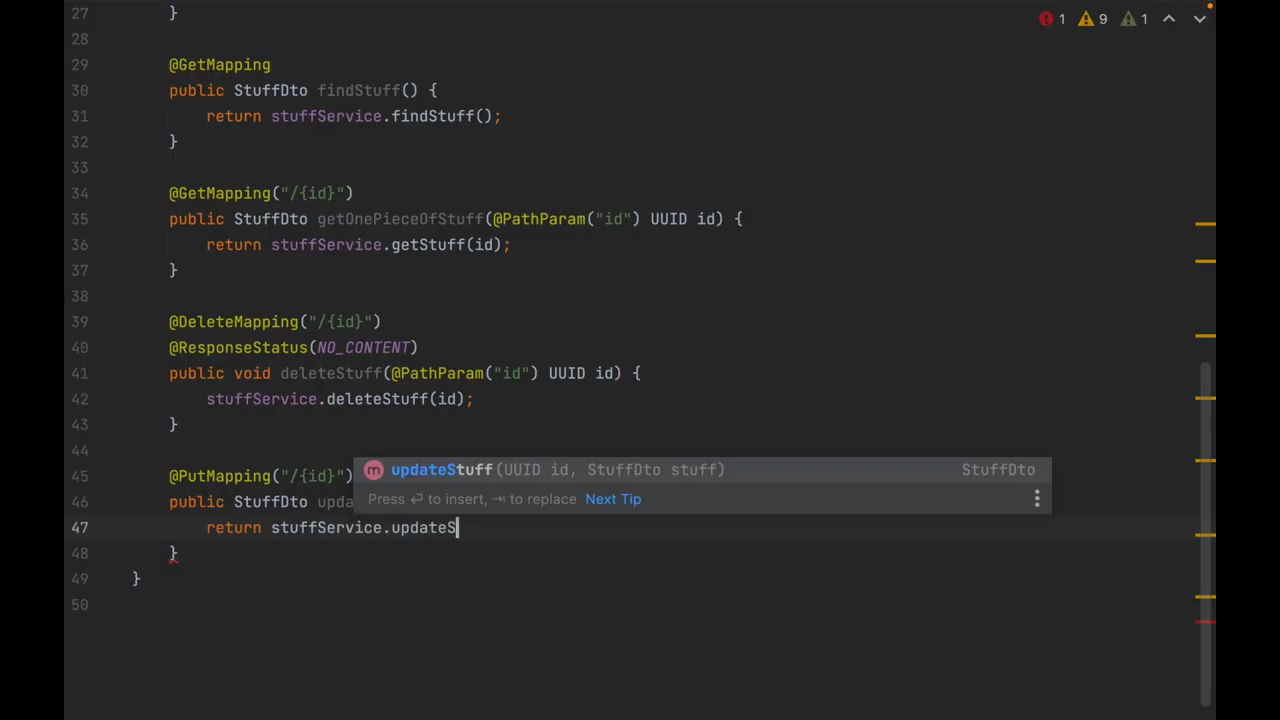 27 }
1 9 1
28
29 @GetMapping
30 public StuffDto findStuff() {
31 return stuffService.findStuff();
32 }
33
34 @GetMapping("/{id}")
35 public StuffDto getOnePieceOfStuff(@PathParam("id") UUID id) {
36 return stuffService.getStuff(id);
37 }
38
39 @DeleteMapping("/{id}")
40 @ResponseStatus(NO_CONTENT)
41 public void deleteStuff(@PathParam("id") UUID id) {
42 stuffService.deleteStuff(id);
43 }
44
45 @PutMapping("/{id}")
updateStuff(UUID id, StuffDto stuff) StuffDto
Press ⏎ to insert, ⇥ to replace Next Tip
46 public StuffDto upda
47 return stuffService.updateS
48 }
49 }
50